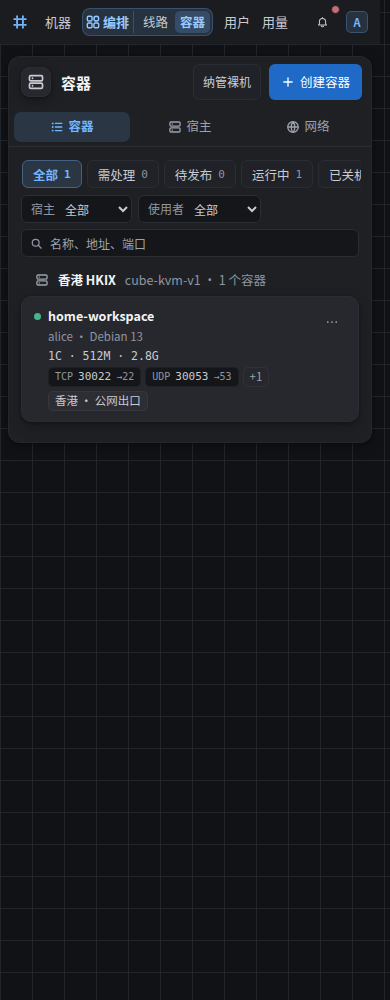 机器 编排 线路 容器 用户 用量 A
容器 纳管裸机 创建容器
容器 宿主 网络
全部 1 需处理 0 待发布 0 运行中 1 已关机
宿主 全部 使用者 全部
名称、地址、端口
香港 HKIX cube-kvm-v1 • 1 个容器
home-workspace ...
alice • Debian 13
1C · 512M · 2.8G
TCP 30022 →22 UDP 30053 →53 +1
香港 • 公网出口